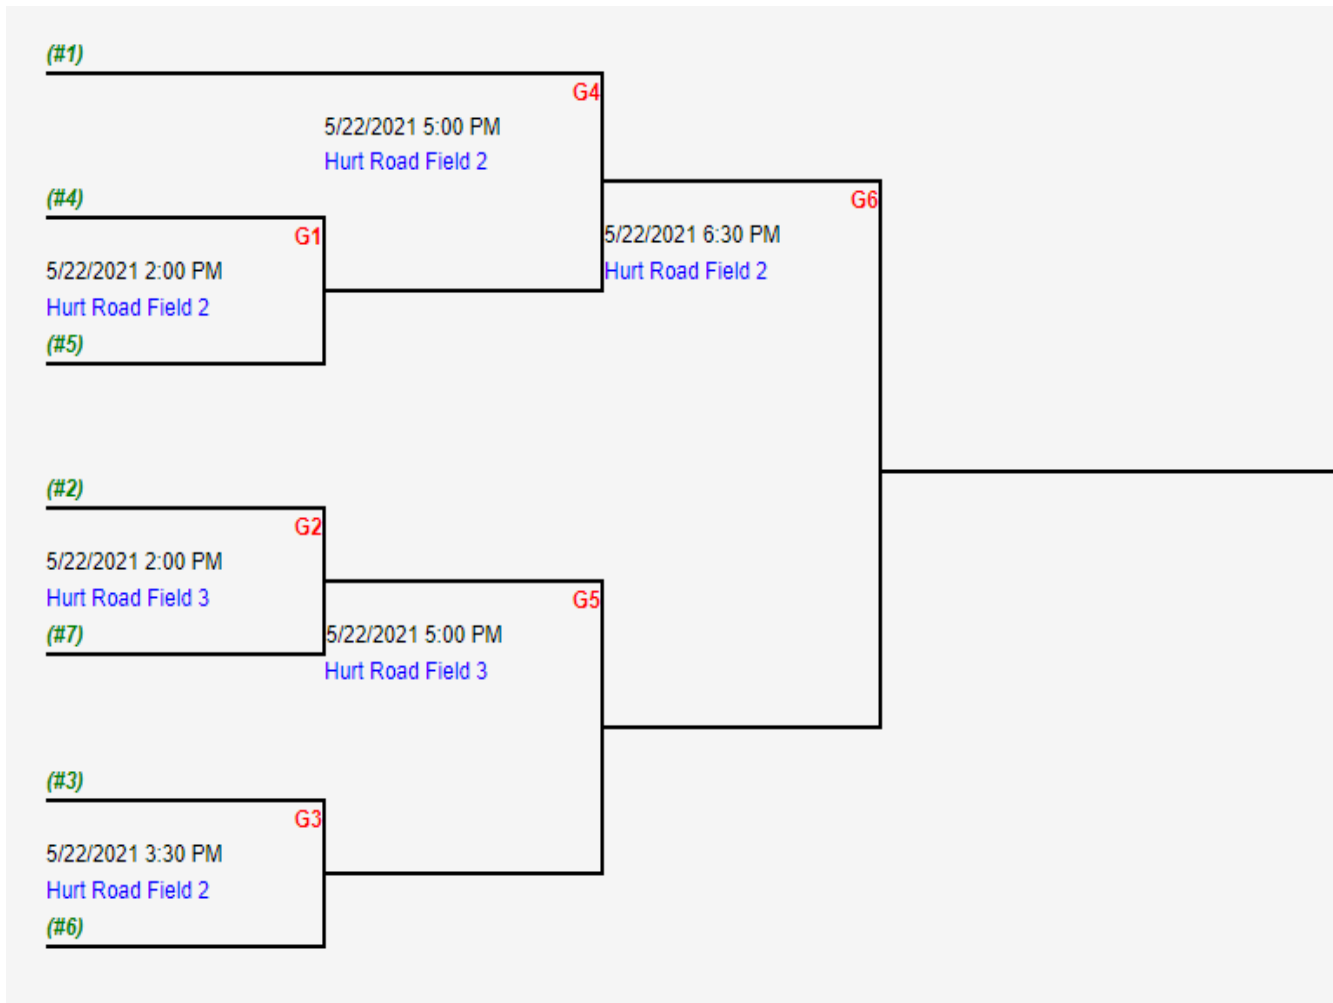 (#1)
G4
5/22/2021 5:00 PM
Hurt Road Field 2
(#4)
G6
G1
5/22/2021 6:30 PM
Hurt Road Field 2
5/22/2021 2:00 PM
Hurt Road Field 2
(#5)
(#2)
G2
5/22/2021 2:00 PM
Hurt Road Field 3
(#7)
G5
5/22/2021 5:00 PM
Hurt Road Field 3
(#3)
G3
5/22/2021 3:30 PM
Hurt Road Field 2
(#6)